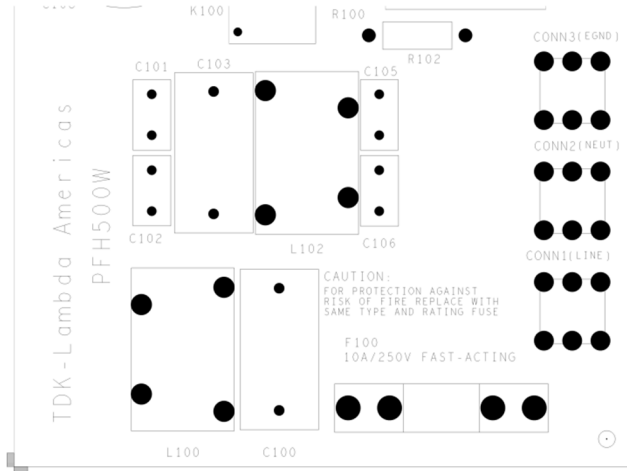 K100
R100
R102
CONN3(EGND)
C101
C103
C105
CONN2(NEUT)
TDK-Lambda Americas
PFH500W
C102
L102
C106
CONN1(LINE)
CAUTION:
FOR PROTECTION AGAINST
RISK OF FIRE REPLACE WITH
SAME TYPE AND RATING FUSE
F100
10A/250V FAST-ACTING
L100
C100